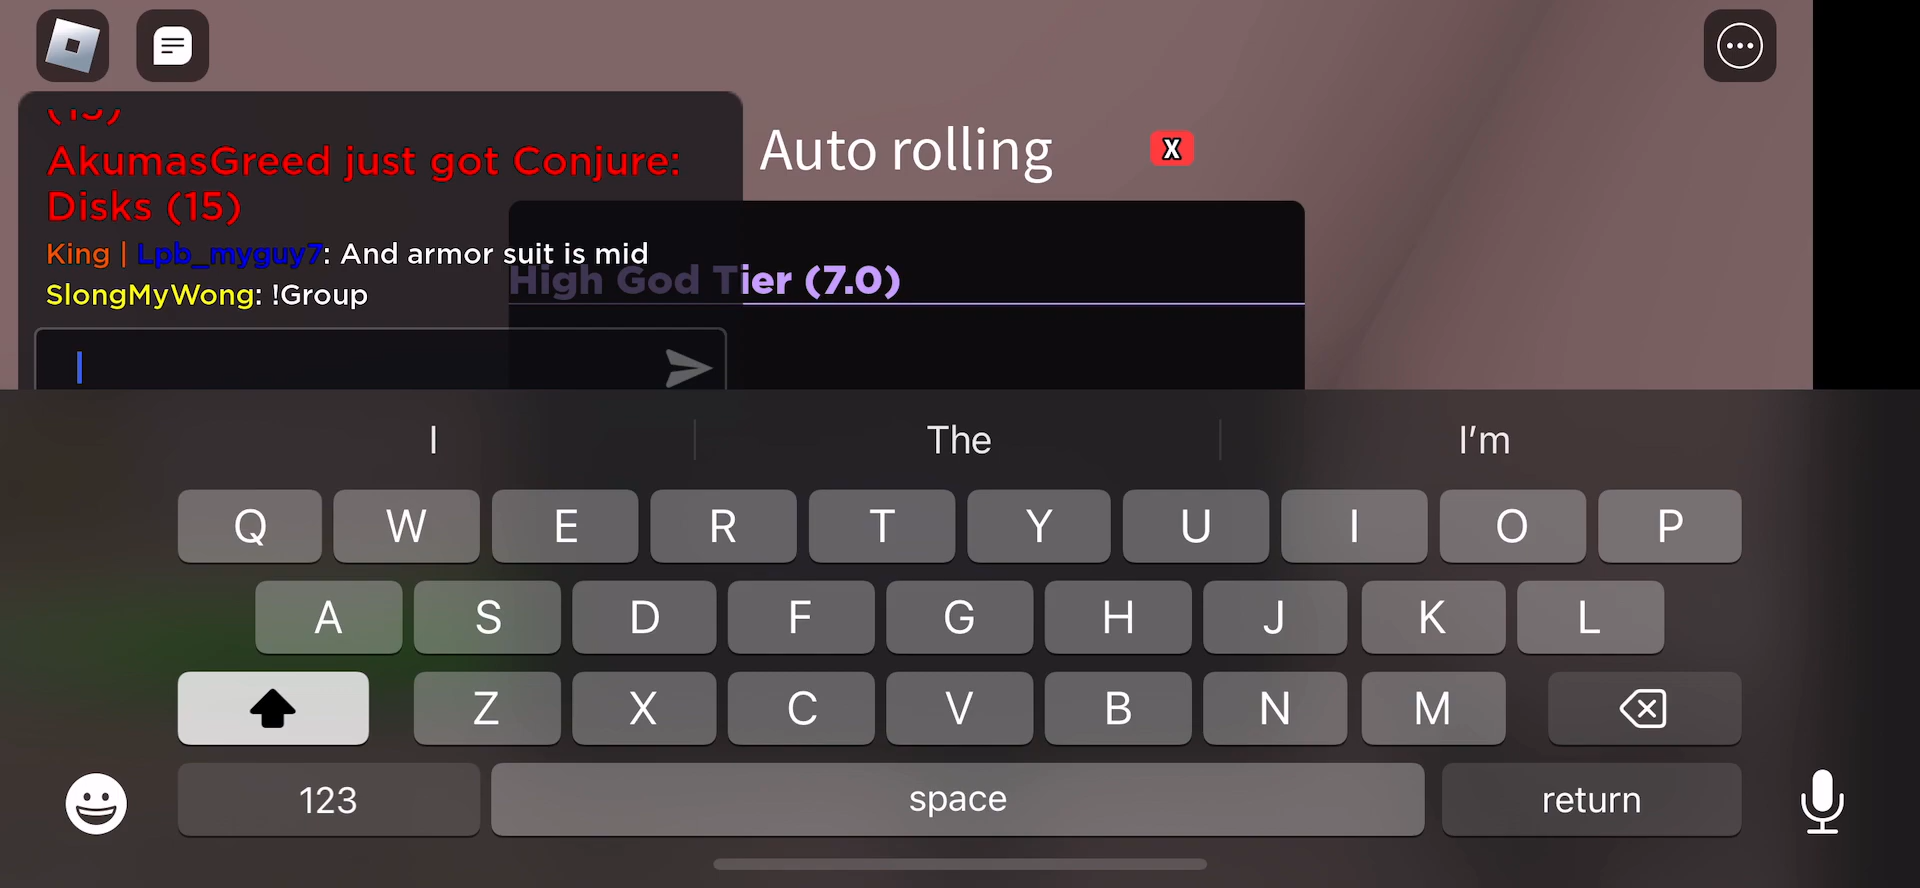 (15)
AkumasGreed just got Conjure:
Disks (15)
King | Lpb_myguy7: And armor suit is mid
SlongMyWong: !Group
Auto rolling
X
High God Tier (7.0)
I The I'm
Q W E R T Y U I O P
A S D F G H J K L
Z X C V B N M
123 space return